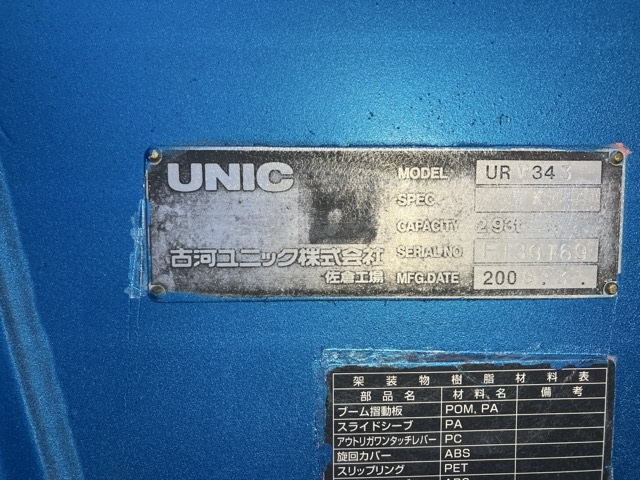 UNIC
MODEL UR 34
SPEC.
CAPACITY 2.93t
古河ユニック株式会社 SERIAL NO
佐倉工場 MFG.DATE 200 . .
架装物樹脂材料表
部品名 材料名 備考
ブーム摺動板 POM, PA
スライドシーブ PA
アウトリガワンタッチレバー PC
旋回カバー ABS
スリップリング PET
ABS